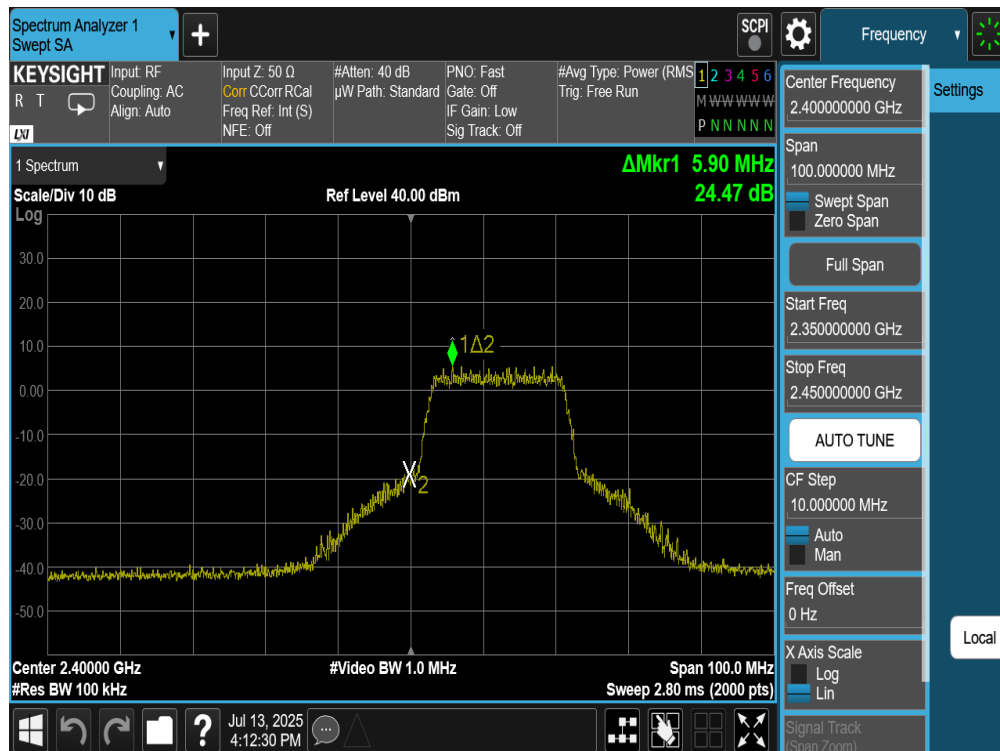 Spectrum Analyzer 1
Swept SA
+
SCPI
Frequency
KEYSIGHT
R T
LXI
Input: RF
Coupling: AC
Align: Auto
Input Z: 50 Ω
Corr CCorr RCal
Freq Ref: Int (S)
NFE: Off
#Atten: 40 dB
µW Path: Standard
PNO: Fast
Gate: Off
IF Gain: Low
Sig Track: Off
#Avg Type: Power (RMS
Trig: Free Run
1 2 3 4 5 6
M W W W W W
P N N N N N
Settings
1 Spectrum
ΔMkr1 5.90 MHz
24.47 dB
Scale/Div 10 dB
Ref Level 40.00 dBm
Log
30.0
20.0
10.0
0.00
-10.0
-20.0
-30.0
-40.0
-50.0
1Δ2
X2
Center 2.40000 GHz
#Video BW 1.0 MHz
Span 100.0 MHz
#Res BW 100 kHz
Sweep 2.80 ms (2000 pts)
Center Frequency
2.400000000 GHz
Span
100.000000 MHz
Swept Span
Zero Span
Full Span
Start Freq
2.350000000 GHz
Stop Freq
2.450000000 GHz
AUTO TUNE
CF Step
10.000000 MHz
Auto
Man
Freq Offset
0 Hz
X Axis Scale
Log
Lin
Signal Track
(Span Zoom)
Local
?
Jul 13, 2025
4:12:30 PM